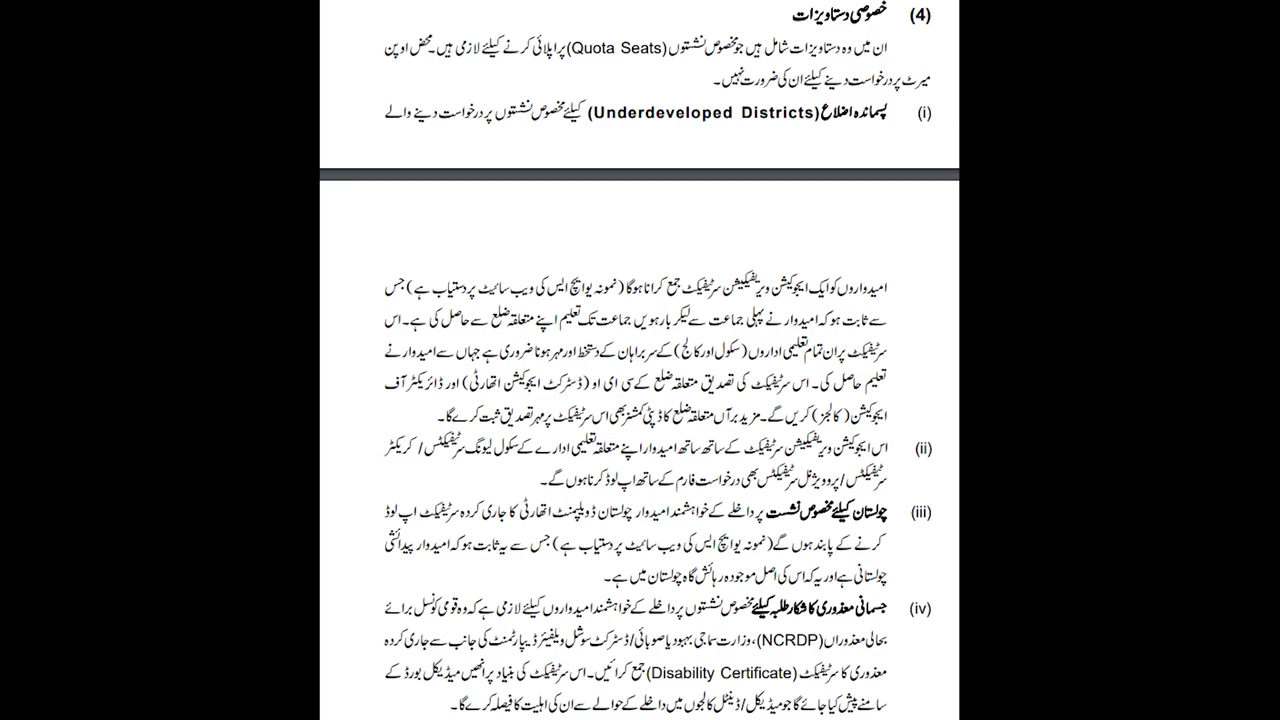 (4) خصوصی دستاویزات
ان میں وہ دستاویزات شامل ہیں جو مخصوص نشستوں (Quota Seats) پر اپلائی کرنے کیلئے لازمی ہیں۔ محض اوپن
میرٹ پر درخواست دینے کیلئے ان کی ضرورت نہیں۔
(i) پسماندہ اضلاع (Underdeveloped Districts) کیلئے مخصوص نشستوں پر درخواست دینے والے
امیدواروں کو ایک ایجوکیشن ویریفیکیشن سرٹیفکیٹ جمع کرانا ہوگا (نمونہ یو ایچ ایس کی ویب سائیٹ پر دستیاب ہے) جس
سے ثابت ہو کہ امیدوار نے پہلی جماعت سے لیکر بارہویں جماعت تک تعلیم اپنے متعلقہ ضلع سے حاصل کی ہے۔ اس
سرٹیفکیٹ پر ان تمام تعلیمی اداروں (سکول اور کالج) کے سربراہان کے دستخط اور مہر ہونا ضروری ہے جہاں سے امیدوار نے
تعلیم حاصل کی۔ اس سرٹیفکیٹ کی تصدیق متعلقہ ضلع کے سی ای او (ڈسٹرکٹ ایجوکیشن اتھارٹی) اور ڈائریکٹر آف
ایجوکیشن (کالجز) کریں گے۔ مزید برآں متعلقہ ضلع کا ڈپٹی کمشنر بھی اس سرٹیفکیٹ پر مہر تصدیق ثبت کرے گا۔
(ii) اس ایجوکیشن ویریفیکیشن سرٹیفکیٹ کے ساتھ ساتھ امیدوار اپنے متعلقہ تعلیمی ادارے کے سکول لیونگ سرٹیفکیٹس / کریکٹر
سرٹیفکیٹس / پروویژنل سرٹیفکیٹس بھی درخواست فارم کے ساتھ اپ لوڈ کرنا ہوں گے۔
(iii) چولستان کیلئے مخصوص نشست پر داخلے کے خواہشمند امیدوار چولستان ڈویلپمنٹ اتھارٹی کا جاری کردہ سرٹیفکیٹ اپ لوڈ
کرنے کے پابند ہوں گے (نمونہ یو ایچ ایس کی ویب سائیٹ پر دستیاب ہے) جس سے یہ ثابت ہو کہ امیدوار پیدائشی
چولستانی ہے اور یہ کہ اس کی اصل موجودہ رہائش گاہ چولستان میں ہے۔
(iv) جسمانی معذوری کا شکار طلبہ کیلئے مخصوص نشستوں پر داخلے کے خواہشمند امیدواروں کیلئے لازمی ہے کہ وہ قومی کونسل برائے
بحالی معذوراں (NCRDP)، وزارت سماجی بہبود یا صوبائی/ ڈسٹرکٹ سوشل ویلفیئر ڈیپارٹمنٹ کی جانب سے جاری کردہ
معذوری کا سرٹیفکیٹ (Disability Certificate) جمع کرائیں۔ اس سرٹیفکیٹ کی بنیاد پر انھیں میڈیکل بورڈ کے
سامنے پیش کیا جائے گا جو میڈیکل/ ڈینٹل کالجوں میں داخلے کے حوالے سے ان کی اہلیت کا فیصلہ کرے گا۔